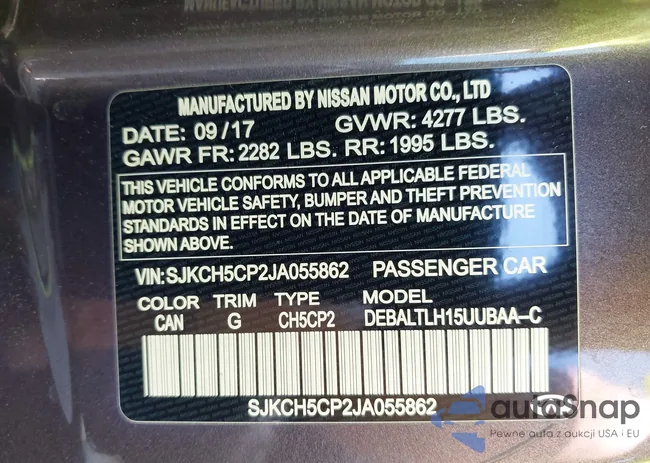 MANUFACTURED BY NISSAN MOTOR CO., LTD
DATE: 09/17 GVWR: 4277 LBS.
GAWR FR: 2282 LBS. RR: 1995 LBS.
THIS VEHICLE CONFORMS TO ALL APPLICABLE FEDERAL
MOTOR VEHICLE SAFETY, BUMPER AND THEFT PREVENTION
STANDARDS IN EFFECT ON THE DATE OF MANUFACTURE
SHOWN ABOVE.
VIN:SJKCH5CP2JA055862 PASSENGER CAR
COLOR TRIM TYPE MODEL
CAN G CH5CP2 DEBALTLH15UUBAA-C
SJKCH5CP2JA055862
autoSnap
Pewne auta z aukcji USA i EU